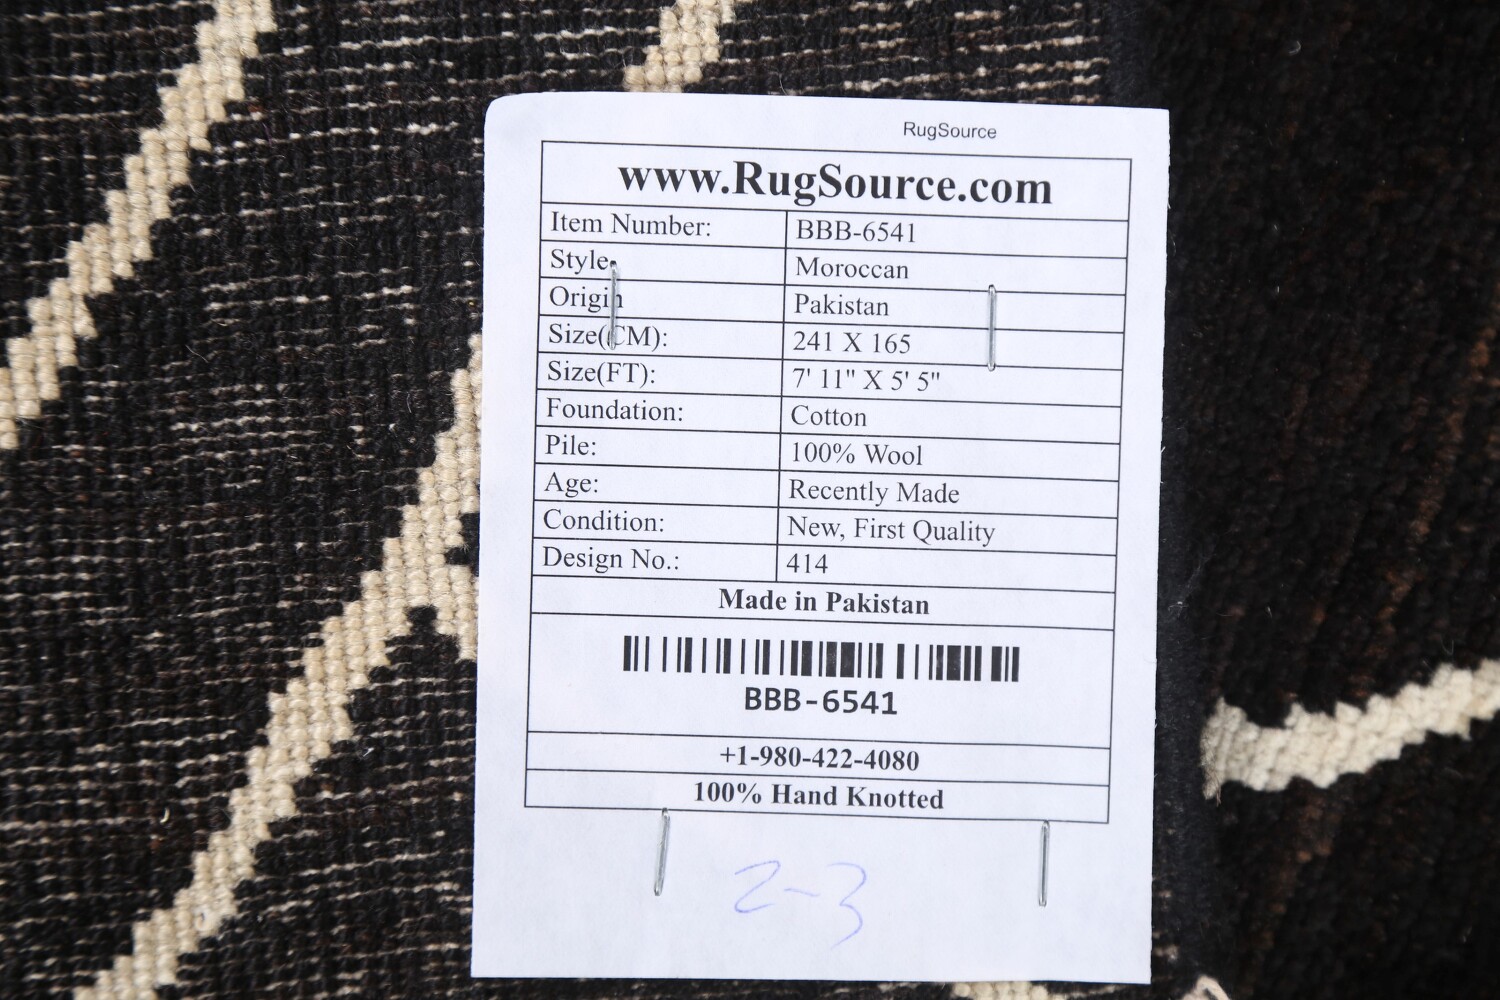 RugSource
www.RugSource.com
Item Number: BBB-6541
Style: Moroccan
Origin Pakistan
Size(CM): 241 X 165
Size(FT): 7' 11" X 5' 5"
Foundation: Cotton
Pile: 100% Wool
Age: Recently Made
Condition: New, First Quality
Design No.: 414
Made in Pakistan
BBB-6541
+1-980-422-4080
100% Hand Knotted
2-3